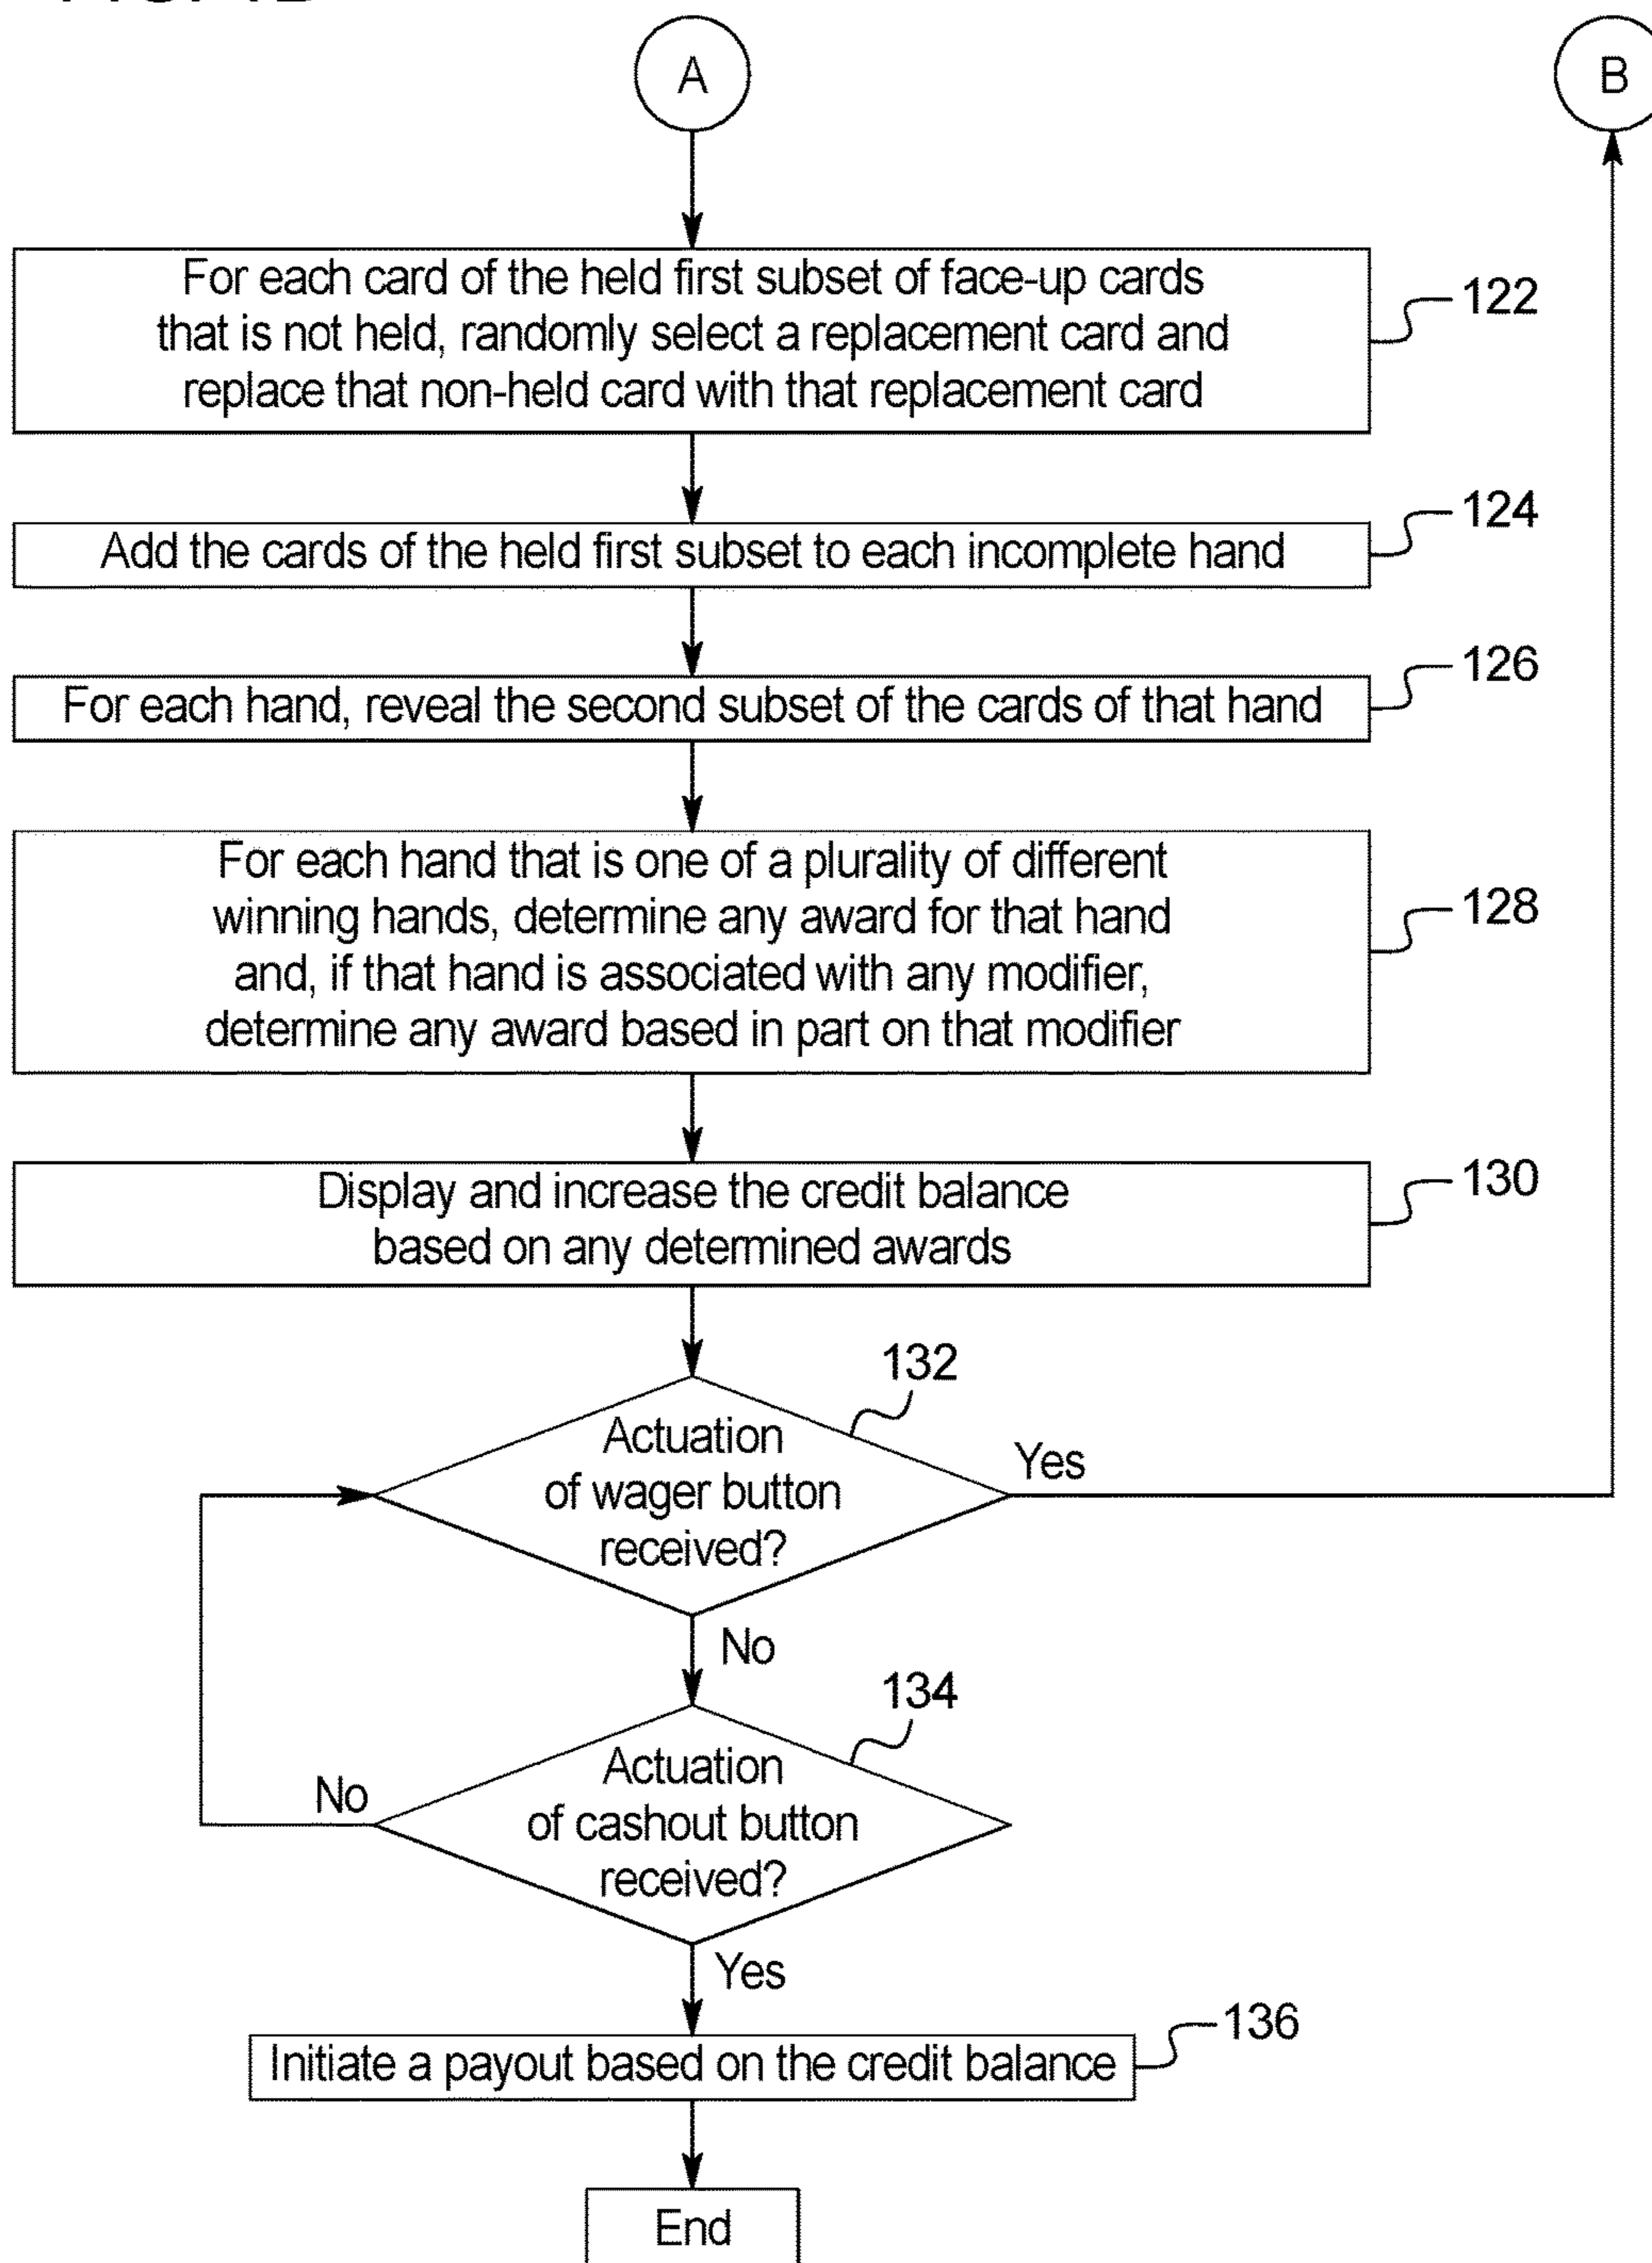 A
B
For each card of the held first subset of face-up cards
that is not held, randomly select a replacement card and
replace that non-held card with that replacement card
122
Add the cards of the held first subset to each incomplete hand
124
For each hand, reveal the second subset of the cards of that hand
126
For each hand that is one of a plurality of different
winning hands, determine any award for that hand
and, if that hand is associated with any modifier,
determine any award based in part on that modifier
128
Display and increase the credit balance
based on any determined awards
130
132
Actuation
of wager button
received?
Yes
No
134
Actuation
of cashout button
received?
No
Yes
136
Initiate a payout based on the credit balance
End